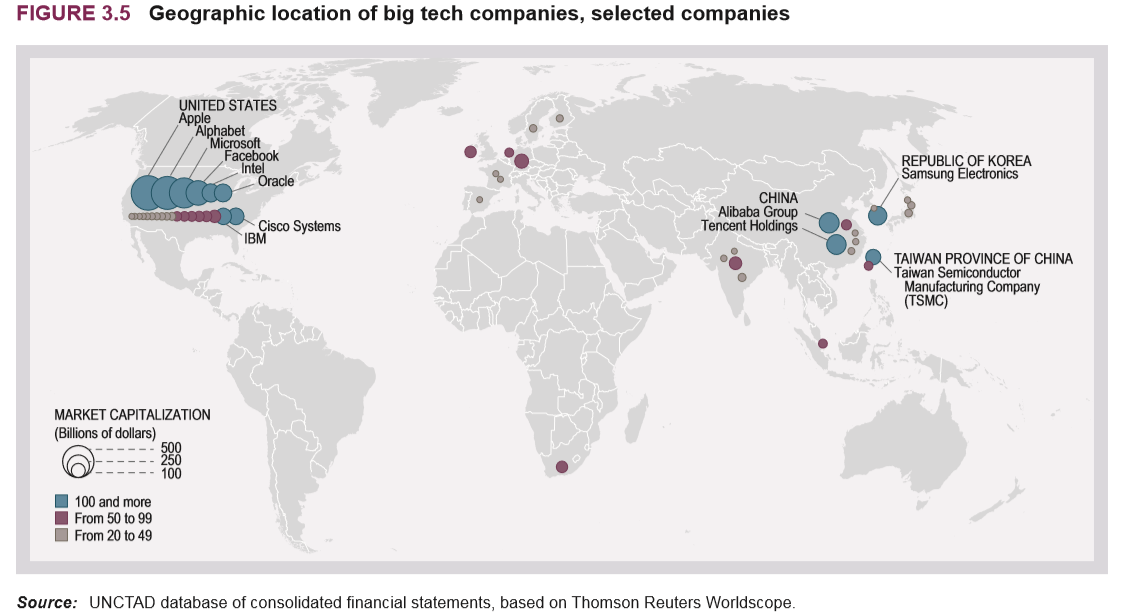 FIGURE 3.5 Geographic location of big tech companies, selected companies
UNITED STATES
Apple
Alphabet
Microsoft
Facebook
Intel
Oracle
Cisco Systems
IBM
REPUBLIC OF KOREA
Samsung Electronics
CHINA
Alibaba Group
Tencent Holdings
TAIWAN PROVINCE OF CHINA
Taiwan Semiconductor
Manufacturing Company
(TSMC)
MARKET CAPITALIZATION
(Billions of dollars)
500
250
100
100 and more
From 50 to 99
From 20 to 49
Source: UNCTAD database of consolidated financial statements, based on Thomson Reuters Worldscope.